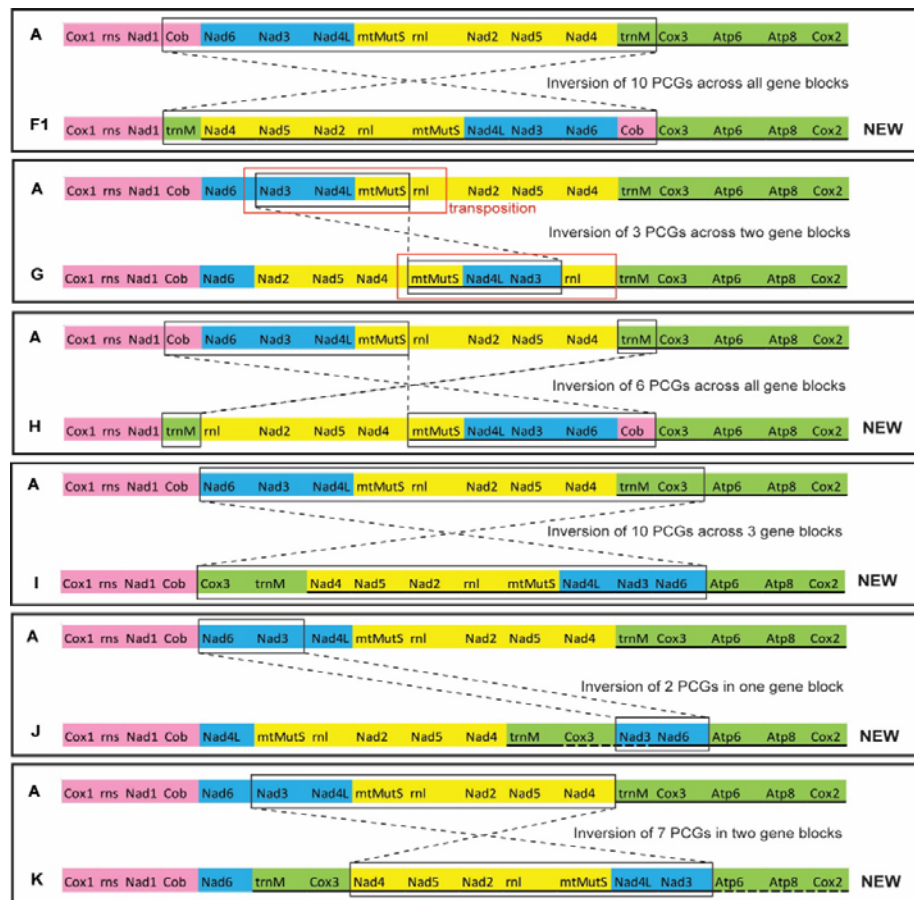 A Cox1 rns Nad1 Cob Nad6 Nad3 Nad4L mtMutS rnl Nad2 Nad5 Nad4 trnM Cox3 Atp6 Atp8 Cox2
Inversion of 10 PCGs across all gene blocks
F1 Cox1 rns Nad1 trnM Nad4 Nad5 Nad2 rnl mtMutS Nad4L Nad3 Nad6 Cob Cox3 Atp6 Atp8 Cox2 NEW
A Cox1 rns Nad1 Cob Nad6 Nad3 Nad4L mtMutS rnl Nad2 Nad5 Nad4 trnM Cox3 Atp6 Atp8 Cox2
transposition
Inversion of 3 PCGs across two gene blocks
G Cox1 rns Nad1 Cob Nad6 Nad2 Nad5 Nad4 mtMutS Nad4L Nad3 rnl trnM Cox3 Atp6 Atp8 Cox2
A Cox1 rns Nad1 Cob Nad6 Nad3 Nad4L mtMutS rnl Nad2 Nad5 Nad4 trnM Cox3 Atp6 Atp8 Cox2
Inversion of 6 PCGs across all gene blocks
H Cox1 rns Nad1 trnM rnl Nad2 Nad5 Nad4 mtMutS Nad4L Nad3 Nad6 Cob Cox3 Atp6 Atp8 Cox2 NEW
A Cox1 rns Nad1 Cob Nad6 Nad3 Nad4L mtMutS rnl Nad2 Nad5 Nad4 trnM Cox3 Atp6 Atp8 Cox2
Inversion of 10 PCGs across 3 gene blocks
I Cox1 rns Nad1 Cob Cox3 trnM Nad4 Nad5 Nad2 rnl mtMutS Nad4L Nad3 Nad6 Atp6 Atp8 Cox2 NEW
A Cox1 rns Nad1 Cob Nad6 Nad3 Nad4L mtMutS rnl Nad2 Nad5 Nad4 trnM Cox3 Atp6 Atp8 Cox2
Inversion of 2 PCGs in one gene block
J Cox1 rns Nad1 Cob Nad4L mtMutS rnl Nad2 Nad5 Nad4 trnM Cox3 Nad3 Nad6 Atp6 Atp8 Cox2 NEW
A Cox1 rns Nad1 Cob Nad6 Nad3 Nad4L mtMutS rnl Nad2 Nad5 Nad4 trnM Cox3 Atp6 Atp8 Cox2
Inversion of 7 PCGs in two gene blocks
K Cox1 rns Nad1 Cob Nad6 trnM Cox3 Nad4 Nad5 Nad2 rnl mtMutS Nad4L Nad3 Atp6 Atp8 Cox2 NEW